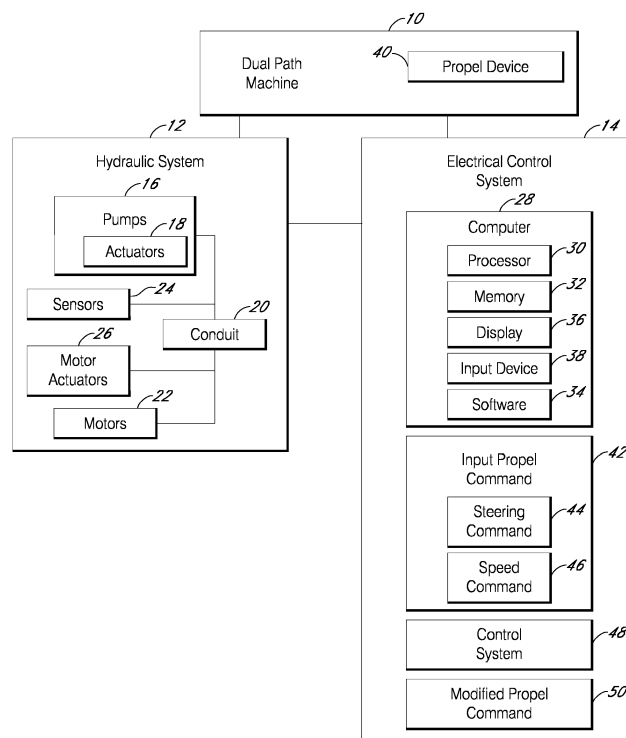 10
Dual Path
Machine
40
Propel Device
12
Hydraulic System
16
Pumps
18
Actuators
Sensors
24
20
Conduit
26
Motor
Actuators
22
Motors
14
Electrical Control
System
28
Computer
Processor
30
Memory
32
Display
36
Input Device
38
Software
34
Input Propel
Command
42
Steering
Command
44
Speed
Command
46
Control
System
48
Modified Propel
Command
50